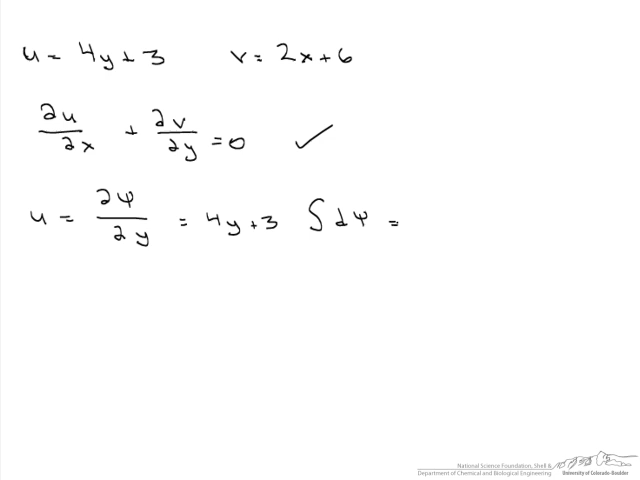 u = 4y + 3 v = 2x + 6
∂u/∂x + ∂v/∂y = 0 ✓
u = ∂ψ/∂y = 4y + 3 ∫ dψ =
National Science Foundation, Shell &
Department of Chemical and Biological Engineering
University of Colorado-Boulder